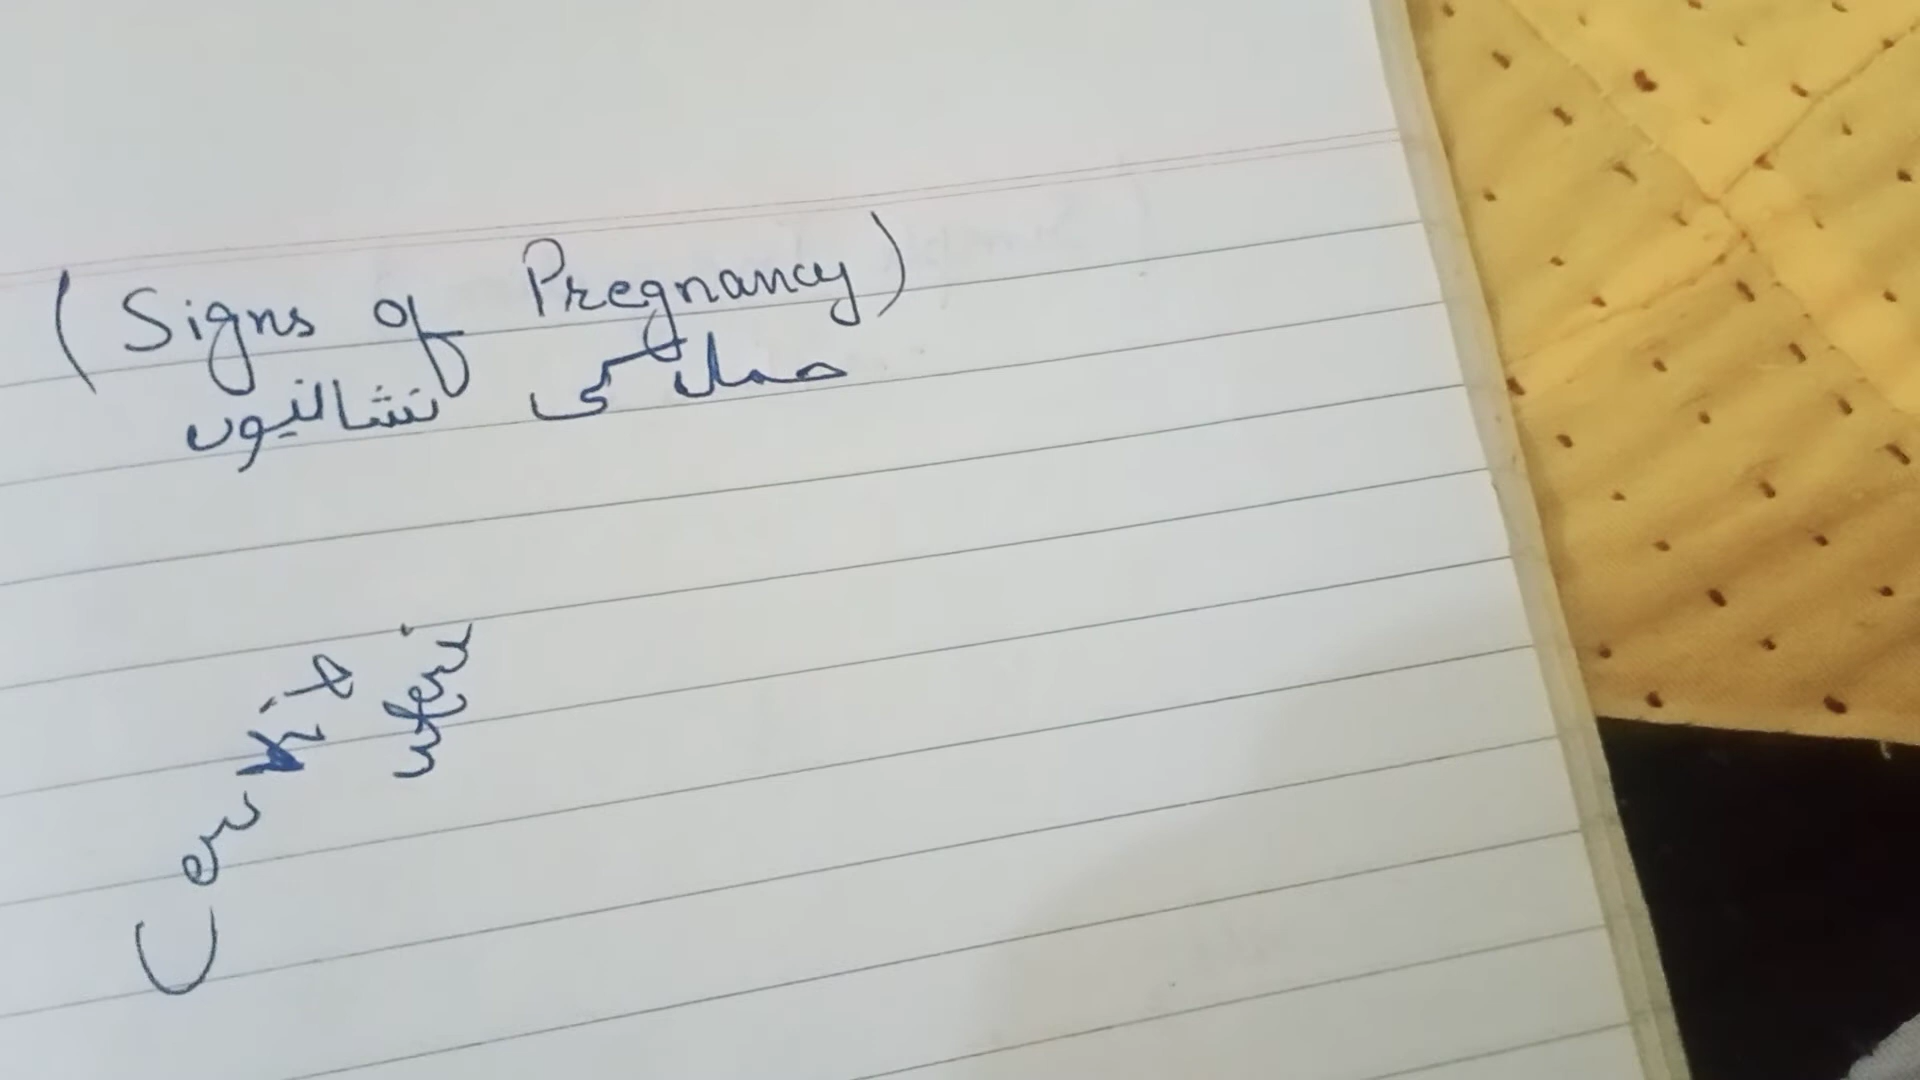 (Signs of Pregnancy)
حمل کی نشانیوں
uteri